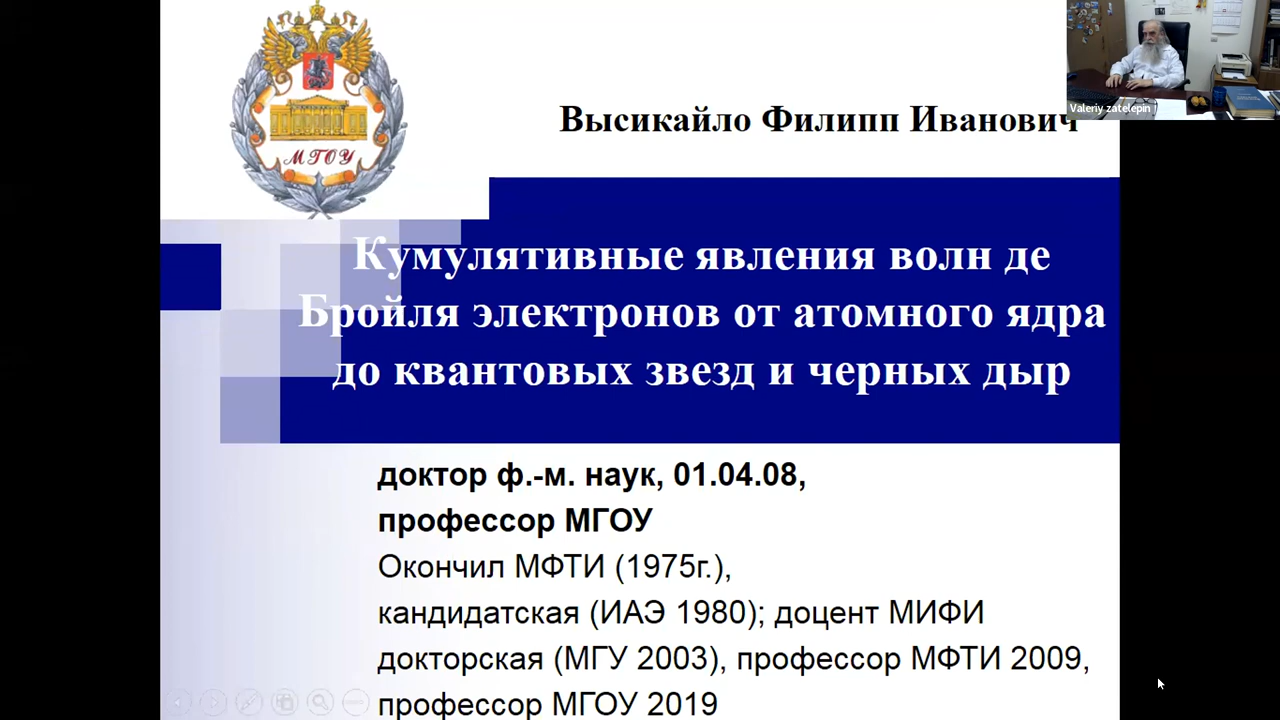 МГОУ
Высикайло Филипп Иванович
Valeriy zatelepin
Кумулятивные явления волн де
Бройля электронов от атомного ядра
до квантовых звезд и черных дыр
доктор ф.-м. наук, 01.04.08,
профессор МГОУ
Окончил МФТИ (1975г.),
кандидатская (ИАЭ 1980); доцент МИФИ
докторская (МГУ 2003), профессор МФТИ 2009,
профессор МГОУ 2019